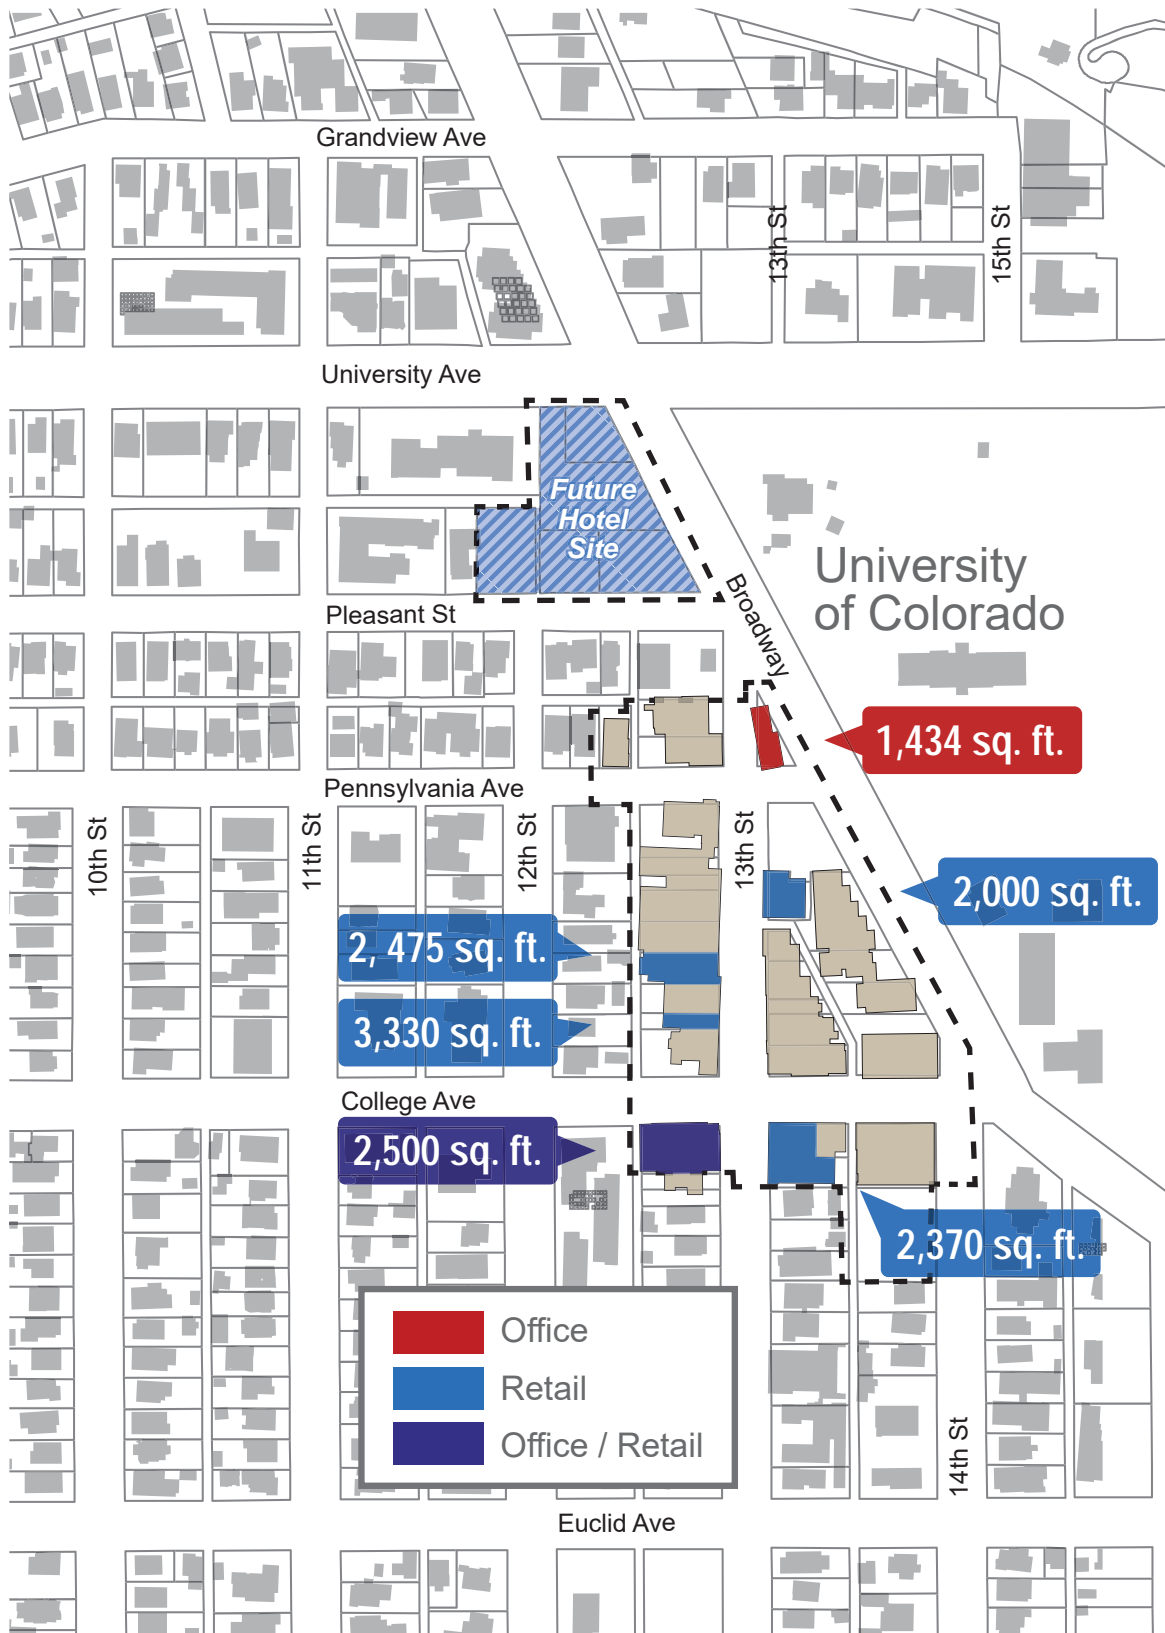 Grandview Ave
13th St
15th St
University Ave
Future
Hotel
Site
University
of Colorado
Broadway
Pleasant St
1,434 sq. ft.
Pennsylvania Ave
10th St
11th St
12th St
13th St
2,000 sq. ft.
2, 475 sq. ft.
3,330 sq. ft.
College Ave
2,500 sq. ft.
2,370 sq. ft.
Office
Retail
Office / Retail
14th St
Euclid Ave